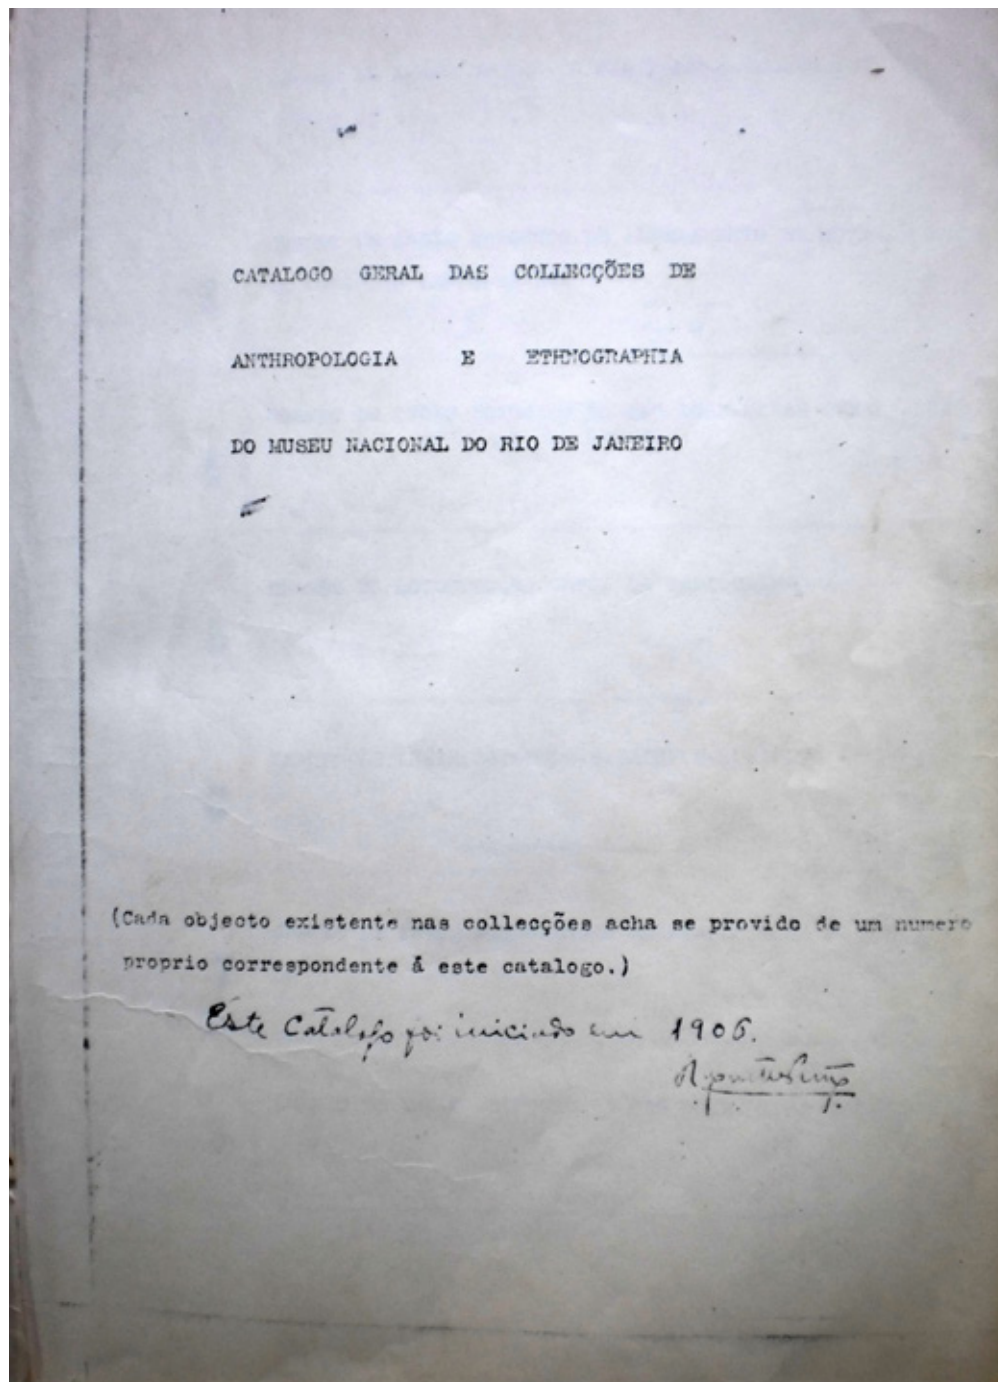 CATALOGO GERAL DAS COLLECÇÕES DE
ANTHROPOLOGIA E ETHNOGRAPHIA
DO MUSEU NACIONAL DO RIO DE JANEIRO
(Cada objecto existente nas collecções acha se provido de um numero
proprio correspondente á este catalogo.)
Este Catalogo foi iniciado em 1906.